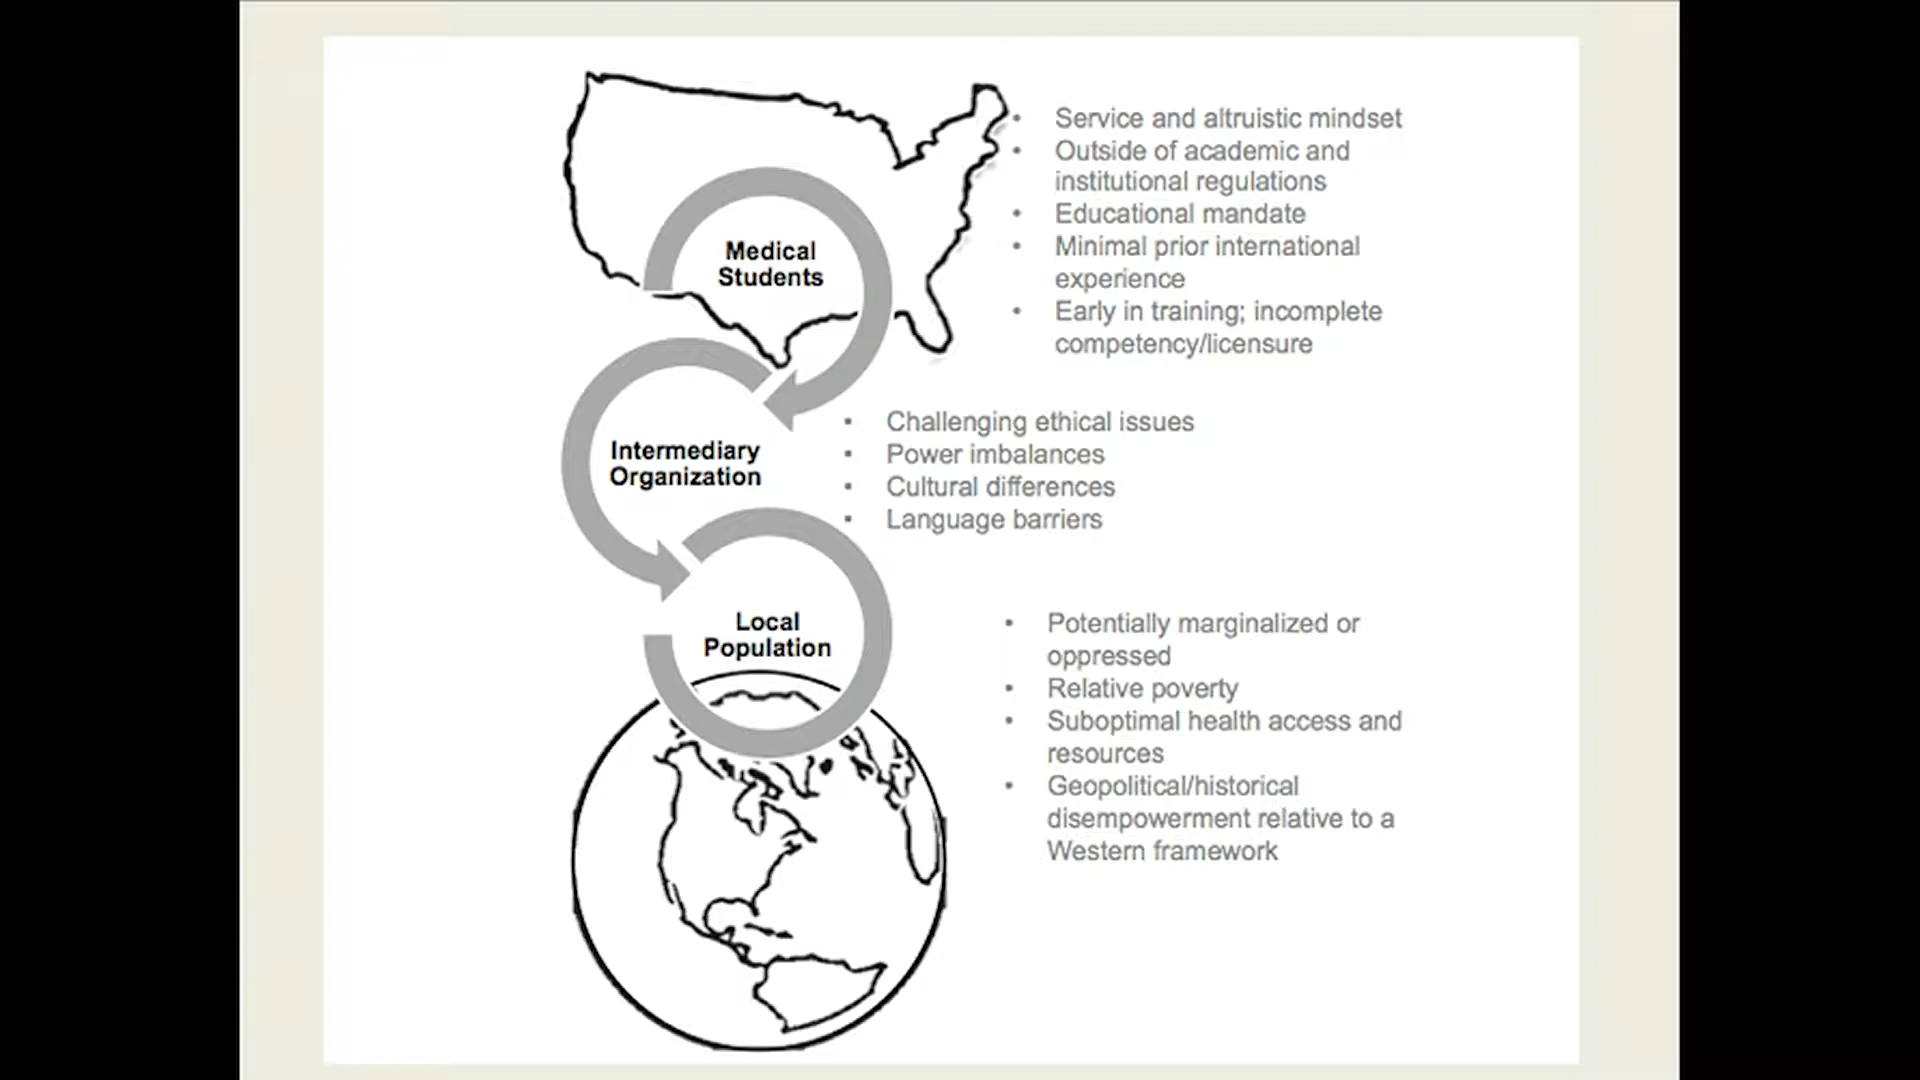 Medical
Students
• Service and altruistic mindset
• Outside of academic and
institutional regulations
• Educational mandate
• Minimal prior international
experience
• Early in training; incomplete
competency/licensure
Intermediary
Organization
• Challenging ethical issues
• Power imbalances
• Cultural differences
• Language barriers
Local
Population
• Potentially marginalized or
oppressed
• Relative poverty
• Suboptimal health access and
resources
• Geopolitical/historical
disempowerment relative to a
Western framework